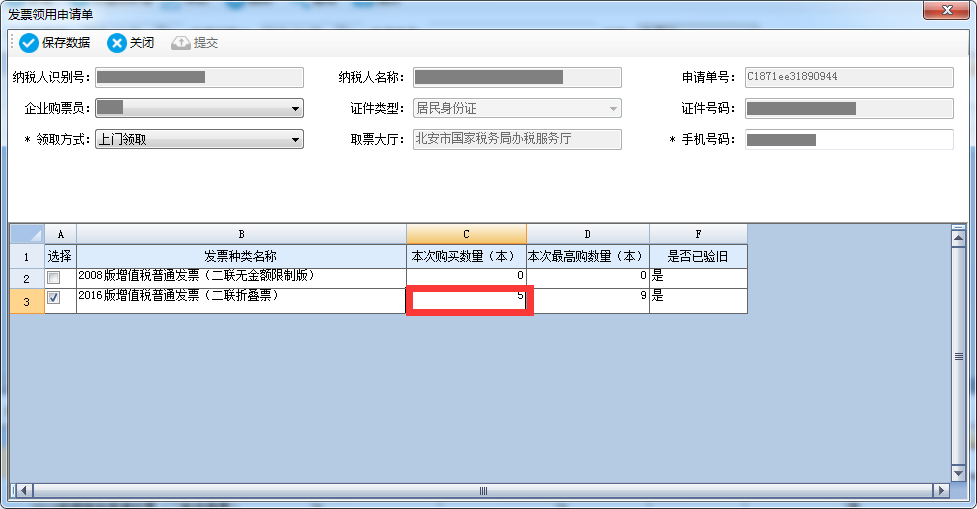 发票领用申请单
保存数据 关闭 提交
纳税人识别号: 纳税人名称: 申请单号: C1871ee31890944
企业购票员: 证件类型: 居民身份证 证件号码:
* 领取方式: 上门领取 取票大厅: 北安市国家税务局办税服务厅 * 手机号码:
A B C D F
1 选择 发票种类名称 本次购买数量（本） 本次最高购数量（本） 是否已验旧
2 2008版增值税普通发票（二联无金额限制版） 0 0 是
3 2016版增值税普通发票（二联折叠票） 5 9 是